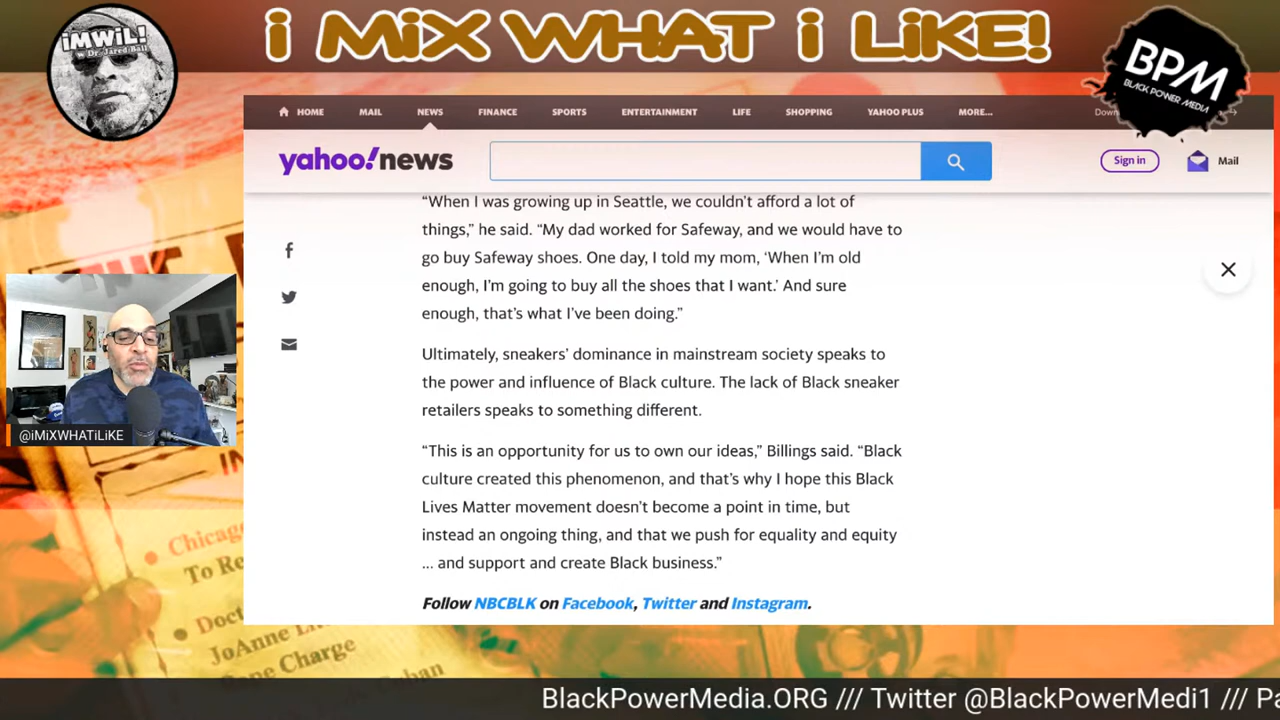 i MiX WHAT i LiKE!
iMWiL!
w Dr. Jared Ball
BPM
BLACK POWER MEDIA
HOME MAIL NEWS FINANCE SPORTS ENTERTAINMENT LIFE SHOPPING YAHOO PLUS MORE...
yahoo!news
Sign in
Mail
“When I was growing up in Seattle, we couldn’t afford a lot of
things,” he said. “My dad worked for Safeway, and we would have to
go buy Safeway shoes. One day, I told my mom, ‘When I’m old
enough, I’m going to buy all the shoes that I want.’ And sure
enough, that’s what I’ve been doing.”
Ultimately, sneakers’ dominance in mainstream society speaks to
the power and influence of Black culture. The lack of Black sneaker
retailers speaks to something different.
“This is an opportunity for us to own our ideas,” Billings said. “Black
culture created this phenomenon, and that’s why I hope this Black
Lives Matter movement doesn’t become a point in time, but
instead an ongoing thing, and that we push for equality and equity
... and support and create Black business.”
Follow NBCBLK on Facebook, Twitter and Instagram.
@iMiXWHATiLiKE
Chicag
To Re
Doct
JoAnne
Charge
BlackPowerMedia.ORG /// Twitter @BlackPowerMedi1 ///